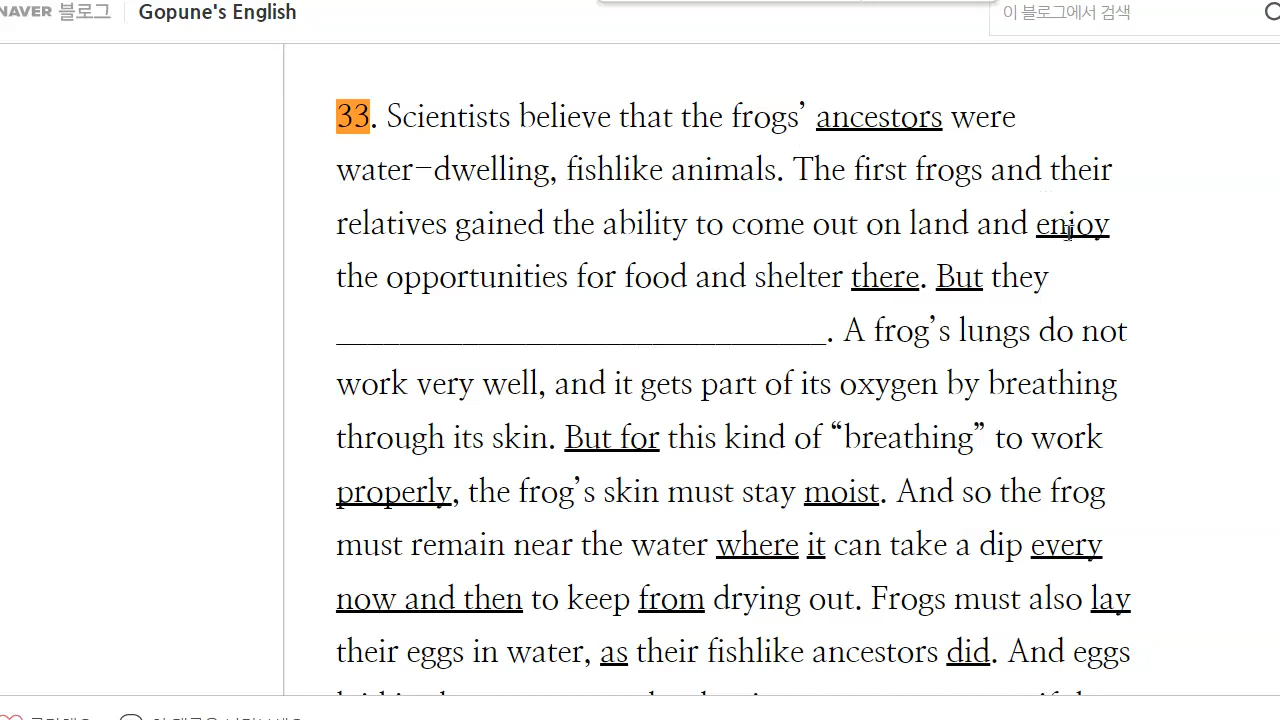 NAVER 블로그 Gopune's English 이 블로그에서 검색
33. Scientists believe that the frogs’ ancestors were
water-dwelling, fishlike animals. The first frogs and their
relatives gained the ability to come out on land and enjoy
the opportunities for food and shelter there. But they
______________________________. A frog’s lungs do not
work very well, and it gets part of its oxygen by breathing
through its skin. But for this kind of “breathing” to work
properly, the frog’s skin must stay moist. And so the frog
must remain near the water where it can take a dip every
now and then to keep from drying out. Frogs must also lay
their eggs in water, as their fishlike ancestors did. And eggs